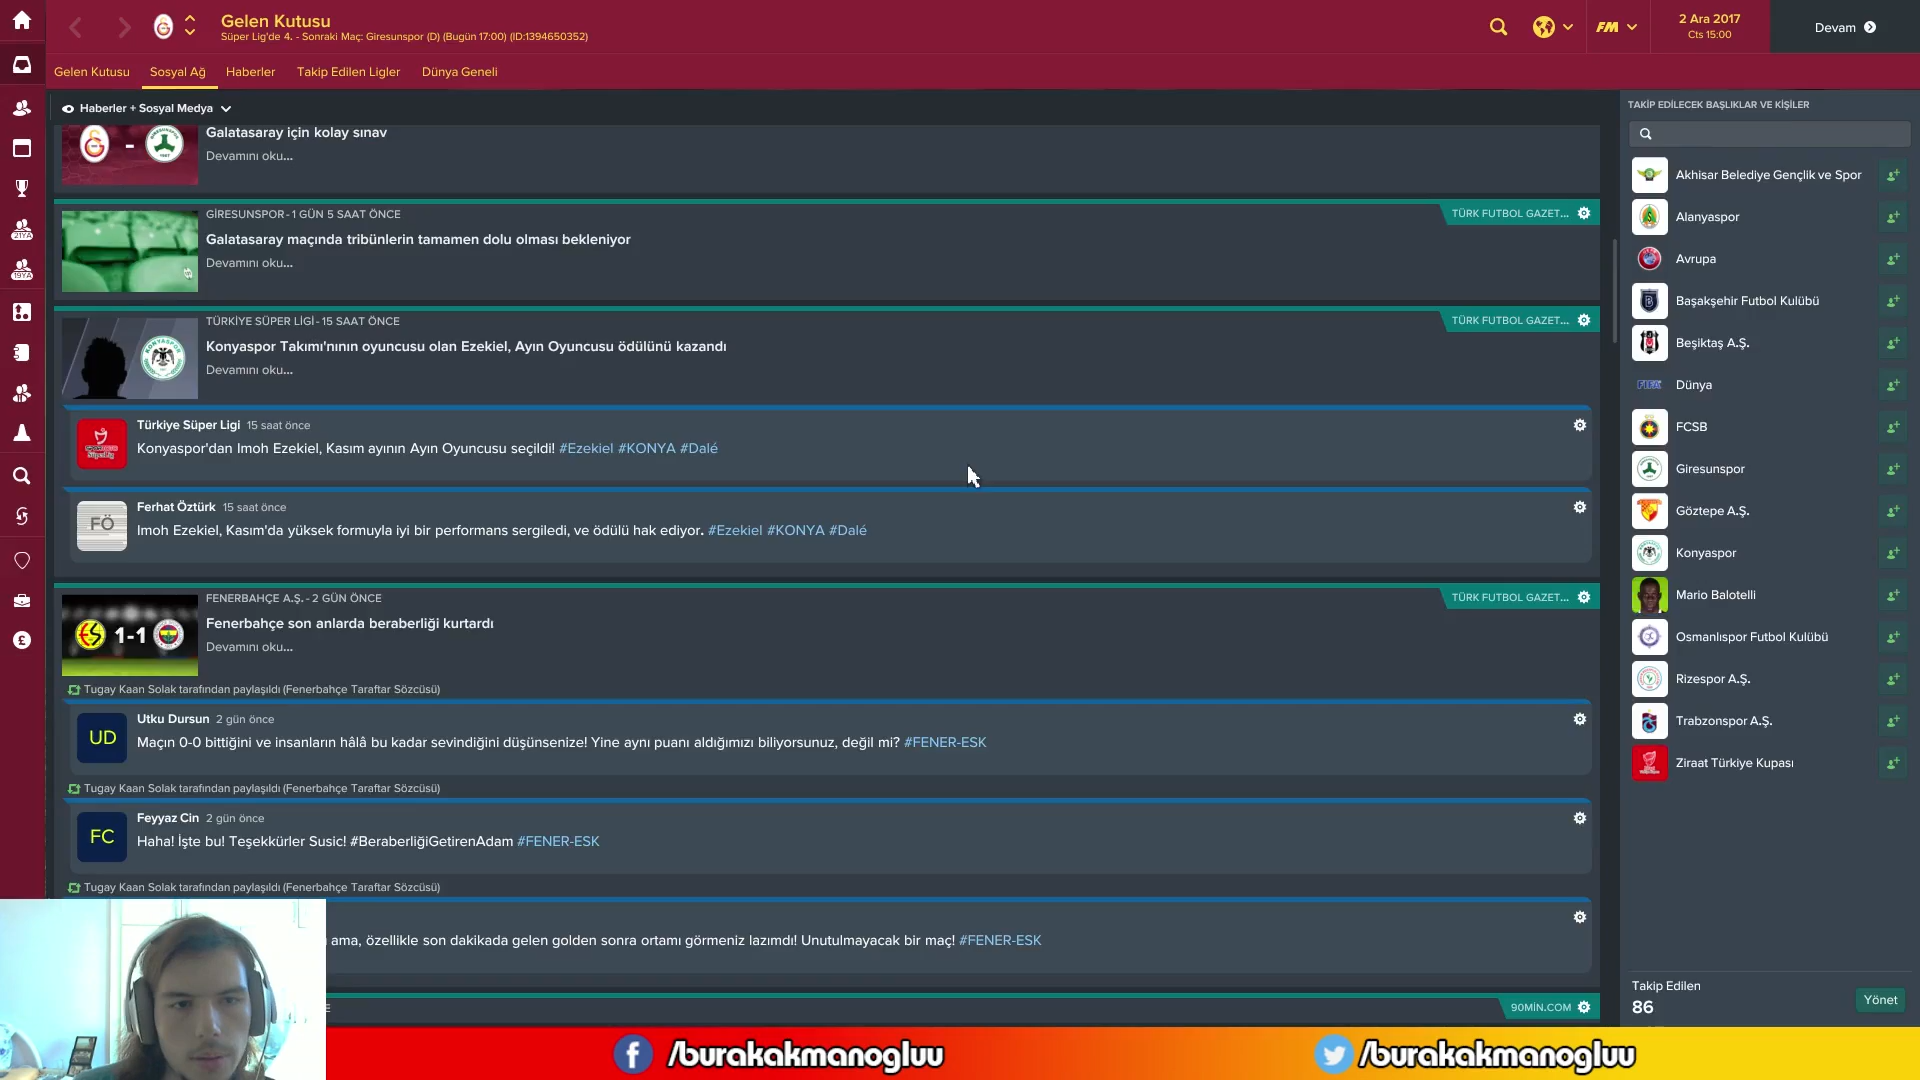 Gelen Kutusu
Süper Lig'de 4. - Sonraki Maç: Giresunspor (D) (Bugün 17:00) (ID:1394650352)
FM
2 Ara 2017
Cts 15:00
Devam
Gelen Kutusu
Sosyal Ağ
Haberler
Takip Edilen Ligler
Dünya Geneli
Haberler + Sosyal Medya
Galatasaray için kolay sınav
Devamını oku...
GİRESUNSPOR - 1 GÜN 5 SAAT ÖNCE
TÜRK FUTBOL GAZET...
Galatasaray maçında tribünlerin tamamen dolu olması bekleniyor
Devamını oku...
TÜRKİYE SÜPER LİGİ - 15 SAAT ÖNCE
TÜRK FUTBOL GAZET...
Konyaspor Takımı'nının oyuncusu olan Ezekiel, Ayın Oyuncusu ödülünü kazandı
Devamını oku...
Türkiye Süper Ligi 15 saat önce
Konyaspor'dan Imoh Ezekiel, Kasım ayının Ayın Oyuncusu seçildi! #Ezekiel #KONYA #Dalé
FÖ
Ferhat Öztürk 15 saat önce
Imoh Ezekiel, Kasım'da yüksek formuyla iyi bir performans sergiledi, ve ödülü hak ediyor. #Ezekiel #KONYA #Dalé
FENERBAHÇE A.Ş. - 2 GÜN ÖNCE
TÜRK FUTBOL GAZET...
1-1
Fenerbahçe son anlarda beraberliği kurtardı
Devamını oku...
Tugay Kaan Solak tarafından paylaşıldı (Fenerbahçe Taraftar Sözcüsü)
UD
Utku Dursun 2 gün önce
Maçın 0-0 bittiğini ve insanların hâlâ bu kadar sevindiğini düşünsenize! Yine aynı puanı aldığımızı biliyorsunuz, değil mi? #FENER-ESK
Tugay Kaan Solak tarafından paylaşıldı (Fenerbahçe Taraftar Sözcüsü)
FC
Feyyaz Cin 2 gün önce
Haha! İşte bu! Teşekkürler Susic! #BeraberliğiGetirenAdam #FENER-ESK
Tugay Kaan Solak tarafından paylaşıldı (Fenerbahçe Taraftar Sözcüsü)
ama, özellikle son dakikada gelen golden sonra ortamı görmeniz lazımdı! Unutulmayacak bir maç! #FENER-ESK
90MİN.COM
TAKİP EDİLECEK BAŞLIKLAR VE KİŞİLER
Akhisar Belediye Gençlik ve Spor
Alanyaspor
Avrupa
Başakşehir Futbol Kulübü
Beşiktaş A.Ş.
FIFA
Dünya
FCSB
Giresunspor
Göztepe A.Ş.
Konyaspor
Mario Balotelli
Osmanlıspor Futbol Kulübü
Rizespor A.Ş.
Trabzonspor A.Ş.
Ziraat Türkiye Kupası
Takip Edilen
86
Yönet
/burakakmanogluu
/burakakmanogluu